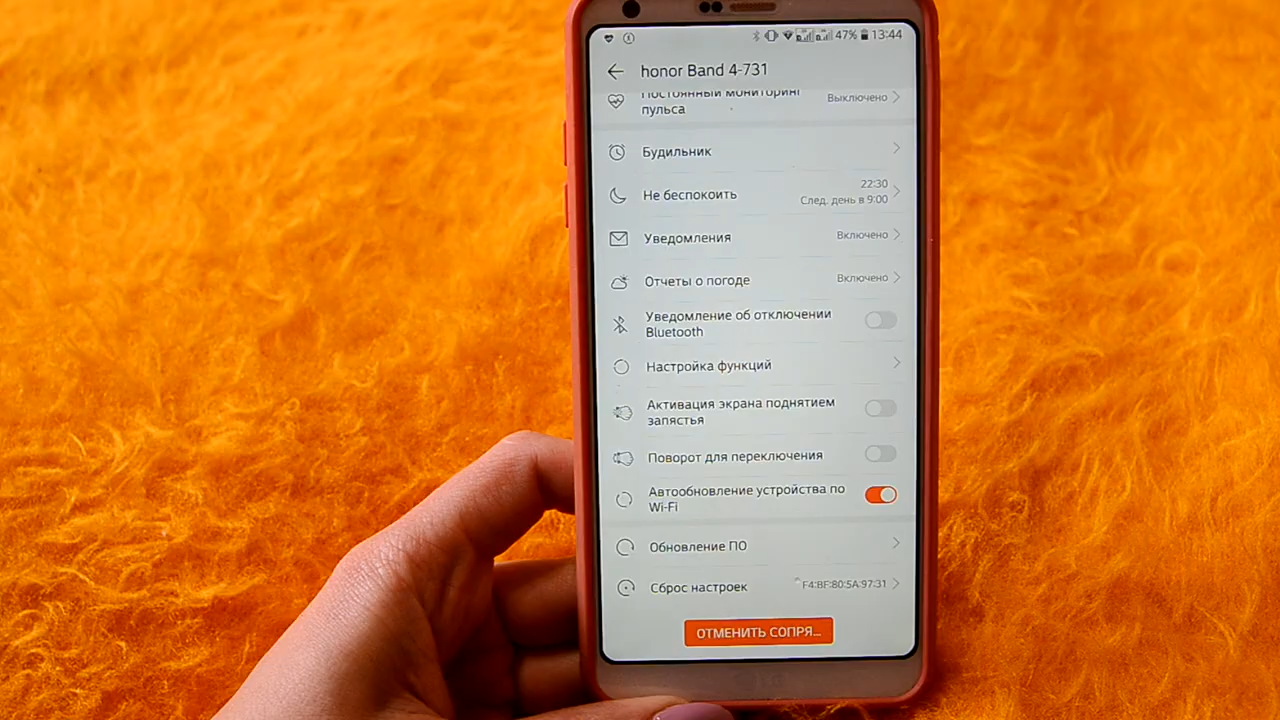 47% 13:44
honor Band 4-731
Постоянный мониторинг
пульса
Выключено
Будильник
Не беспокоить
22:30
След. день в 9:00
Уведомления
Включено
Отчеты о погоде
Включено
Уведомление об отключении
Bluetooth
Настройка функций
Активация экрана поднятием
запястья
Поворот для переключения
Автообновление устройства по
Wi-Fi
Обновление ПО
Сброс настроек
F4:BF:80:5A:97:31
ОТМЕНИТЬ СОПРЯ...